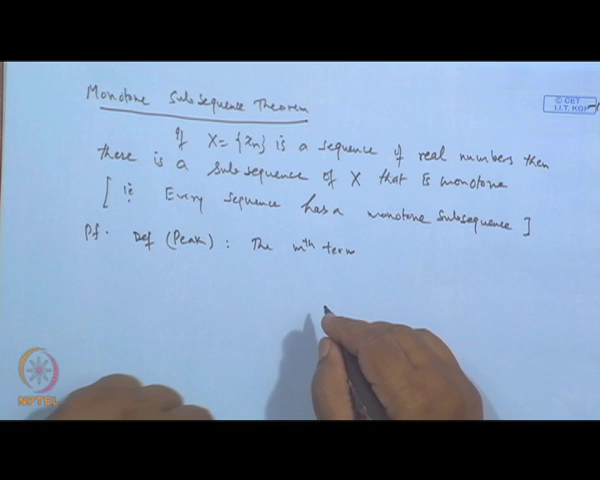 Monotone Subsequence Theorem
© CET
I.I.T. KGP
If X = {xn} is a sequence of real numbers then
there is a subsequence of X that is monotone
[ ie. Every sequence has a monotone subsequence ]
Pf. Def (Peak) : The mth term
NPTEL